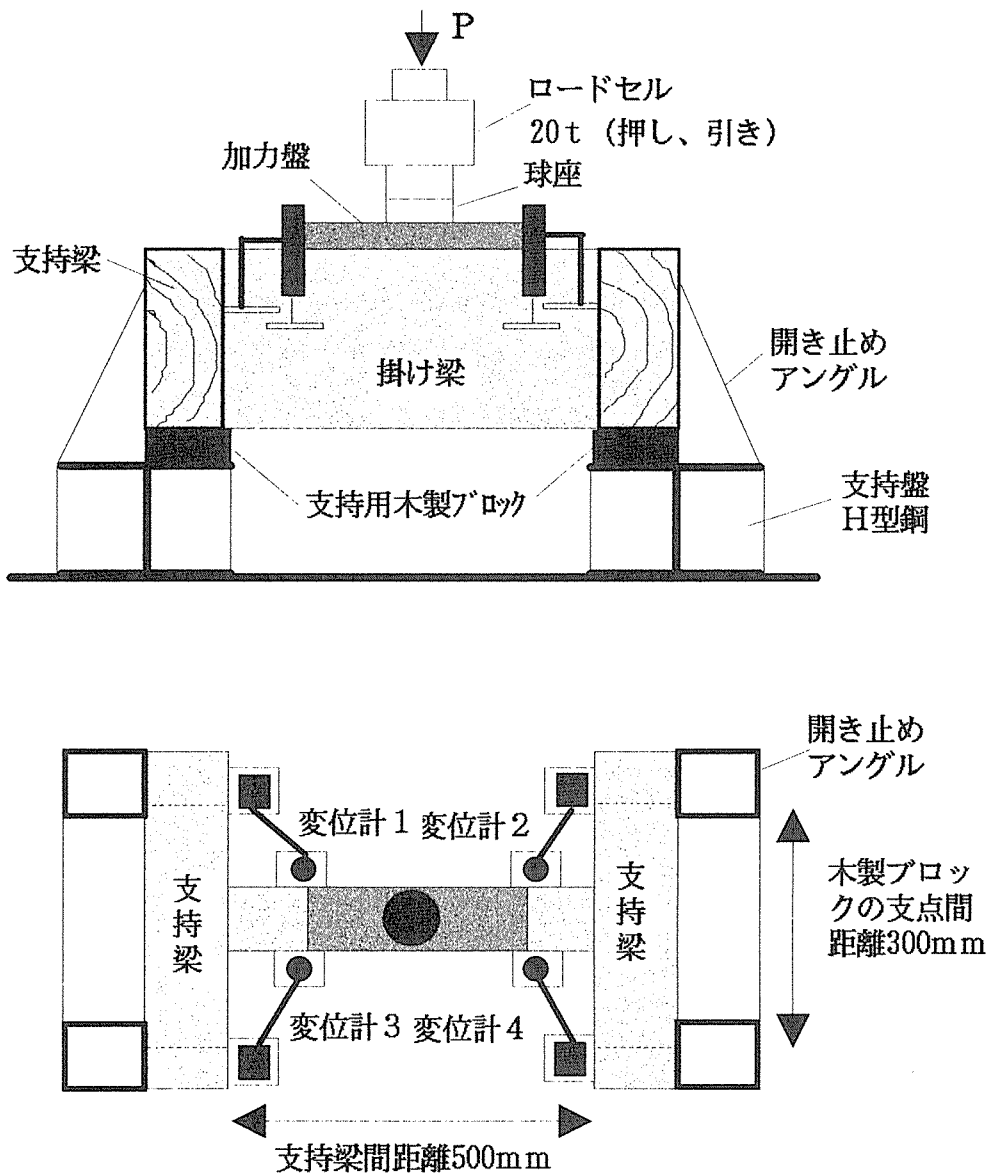 P
ロードセル
20t (押し、引き)
球座
加力盤
支持梁
掛け梁
開き止め
アングル
支持用木製ブロック
支持盤
H型鋼
開き止め
アングル
変位計1 変位計2
支持梁
支持梁
木製ブロッ
クの支点間
距離300mm
変位計3 変位計4
支持梁間距離500mm